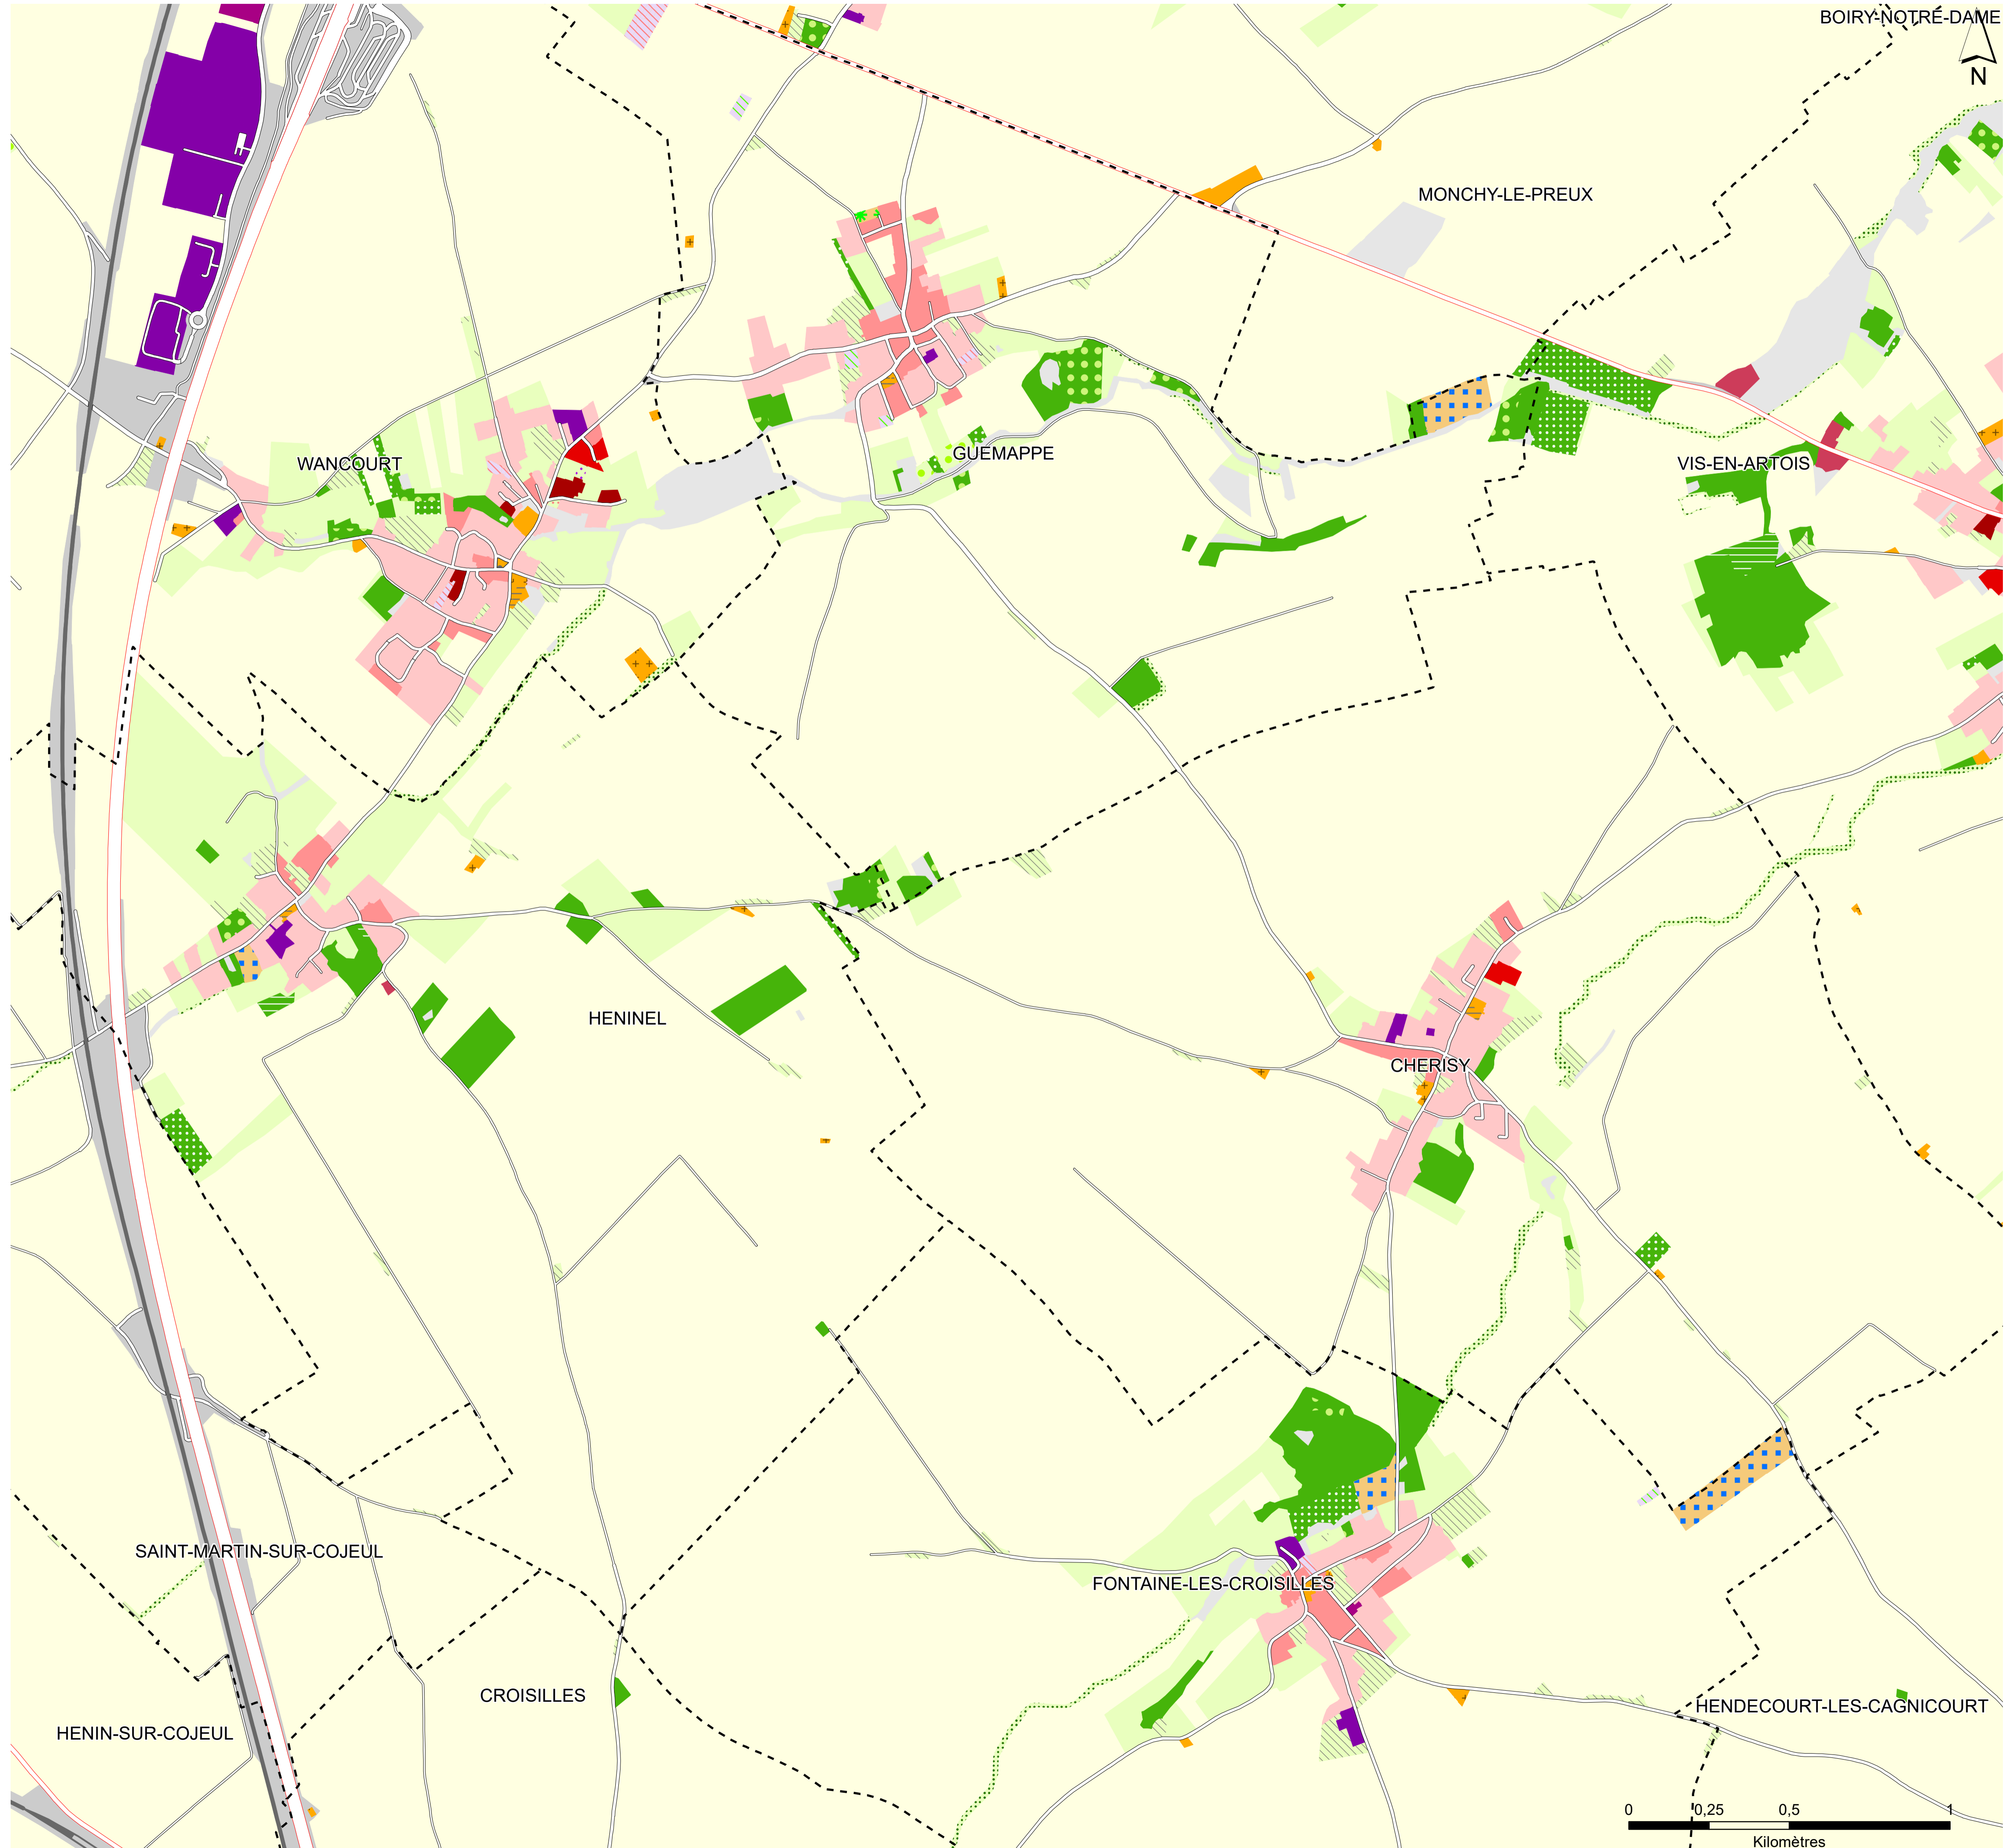 BOIRY-NOTRE-DAME
N
MONCHY-LE-PREUX
WANCOURT
GUEMAPPE
VIS-EN-ARTOIS
HENINEL
CHERISY
SAINT-MARTIN-SUR-COJEUL
FONTAINE-LES-CROISILLES
CROISILLES
HENDECOURT-LES-CAGNICOURT
HENIN-SUR-COJEUL
0 0,25 0,5 1
Kilomètres